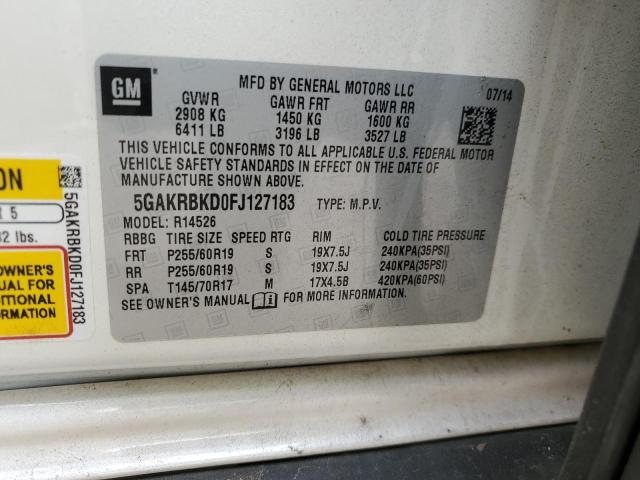 GM
MFD BY GENERAL MOTORS LLC
07/14
GVWR GAWR FRT GAWR RR
2908 KG 1450 KG 1600 KG
6411 LB 3196 LB 3527 LB
THIS VEHICLE CONFORMS TO ALL APPLICABLE U.S. FEDERAL MOTOR
VEHICLE SAFETY STANDARDS IN EFFECT ON THE DATE OF
MANUFACTURE SHOWN ABOVE.
5GAKRBKD0FJ127183 TYPE: M.P.V.
MODEL: R14526
RBBG TIRE SIZE SPEED RTG RIM COLD TIRE PRESSURE
FRT P255/60R19 S 19X7.5J 240KPA(35PSI)
RR P255/60R19 S 19X7.5J 240KPA(35PSI)
SPA T145/70R17 M 17X4.5B 420KPA(60PSI)
SEE OWNER'S MANUAL FOR MORE INFORMATION
ON
5
lbs.
OWNER'S
MANUAL FOR
INFORMATION
5GAKRBKD0FJ127183